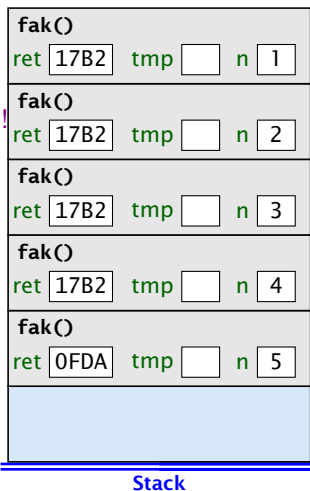 fak()
ret 17B2 tmp n 1
fak()
!
ret 17B2 tmp n 2
fak()
ret 17B2 tmp n 3
fak()
ret 17B2 tmp n 4
fak()
ret 0FDA tmp n 5
Stack